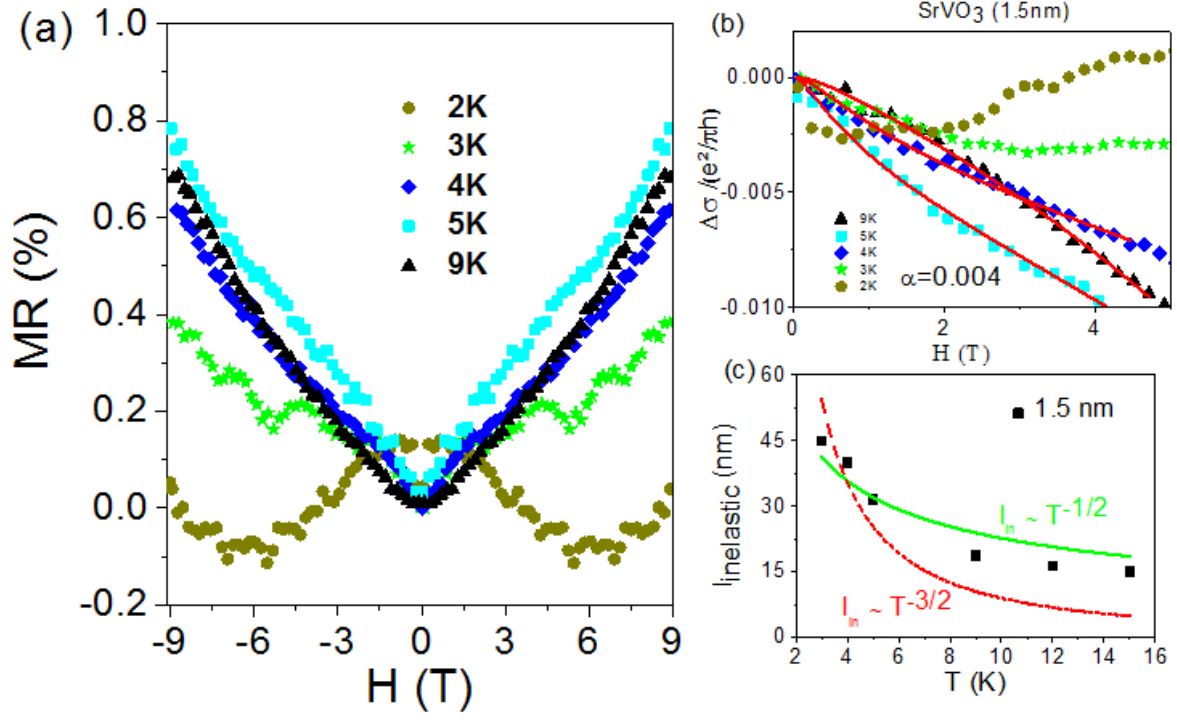 (a)
1.0
0.8
0.6
0.4
0.2
0.0
-0.2
MR (%)
2K
3K
4K
5K
9K
-9 -6 -3 0 3 6 9
H (T)
(b)
SrVO₃ (1.5nm)
0.000
-0.005
-0.010
Δσ/(e²/πh)
9K
5K
4K
3K
2K
α=0.004
0 2 4
H (T)
(c)
60
45
30
15
0
l_inelastic (nm)
1.5 nm
l_in ~ T^-1/2
l_in ~ T^-3/2
2 4 6 8 10 12 14 16
T (K)